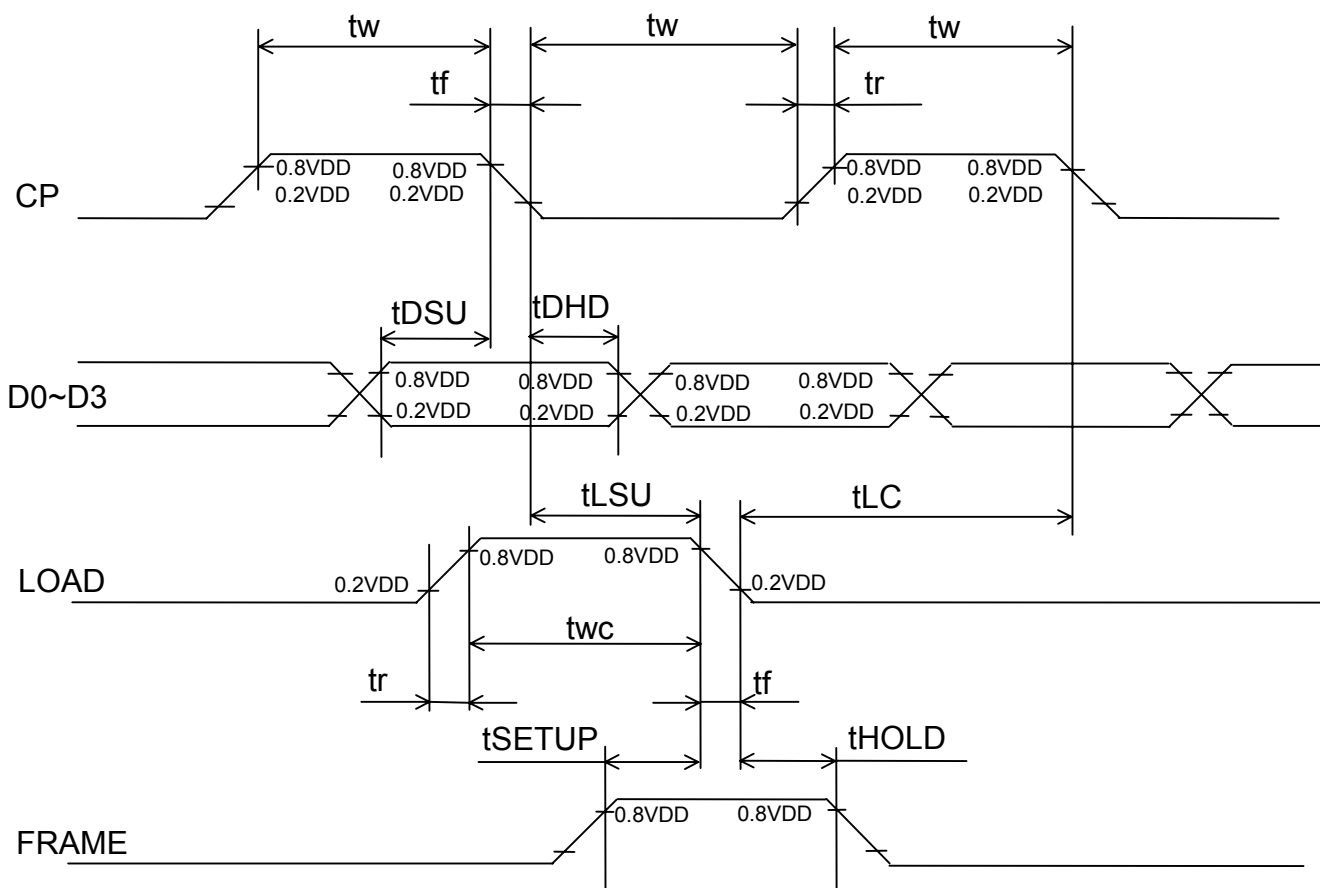 tw tw tw
tf tr
0.8VDD 0.8VDD 0.8VDD 0.8VDD
CP 0.2VDD 0.2VDD 0.2VDD 0.2VDD
tDSU tDHD
0.8VDD 0.8VDD 0.8VDD 0.8VDD
D0~D3 0.2VDD 0.2VDD 0.2VDD 0.2VDD
tLSU tLC
0.8VDD 0.8VDD
LOAD 0.2VDD 0.2VDD
twc
tr tf
tSETUP tHOLD
0.8VDD 0.8VDD
FRAME